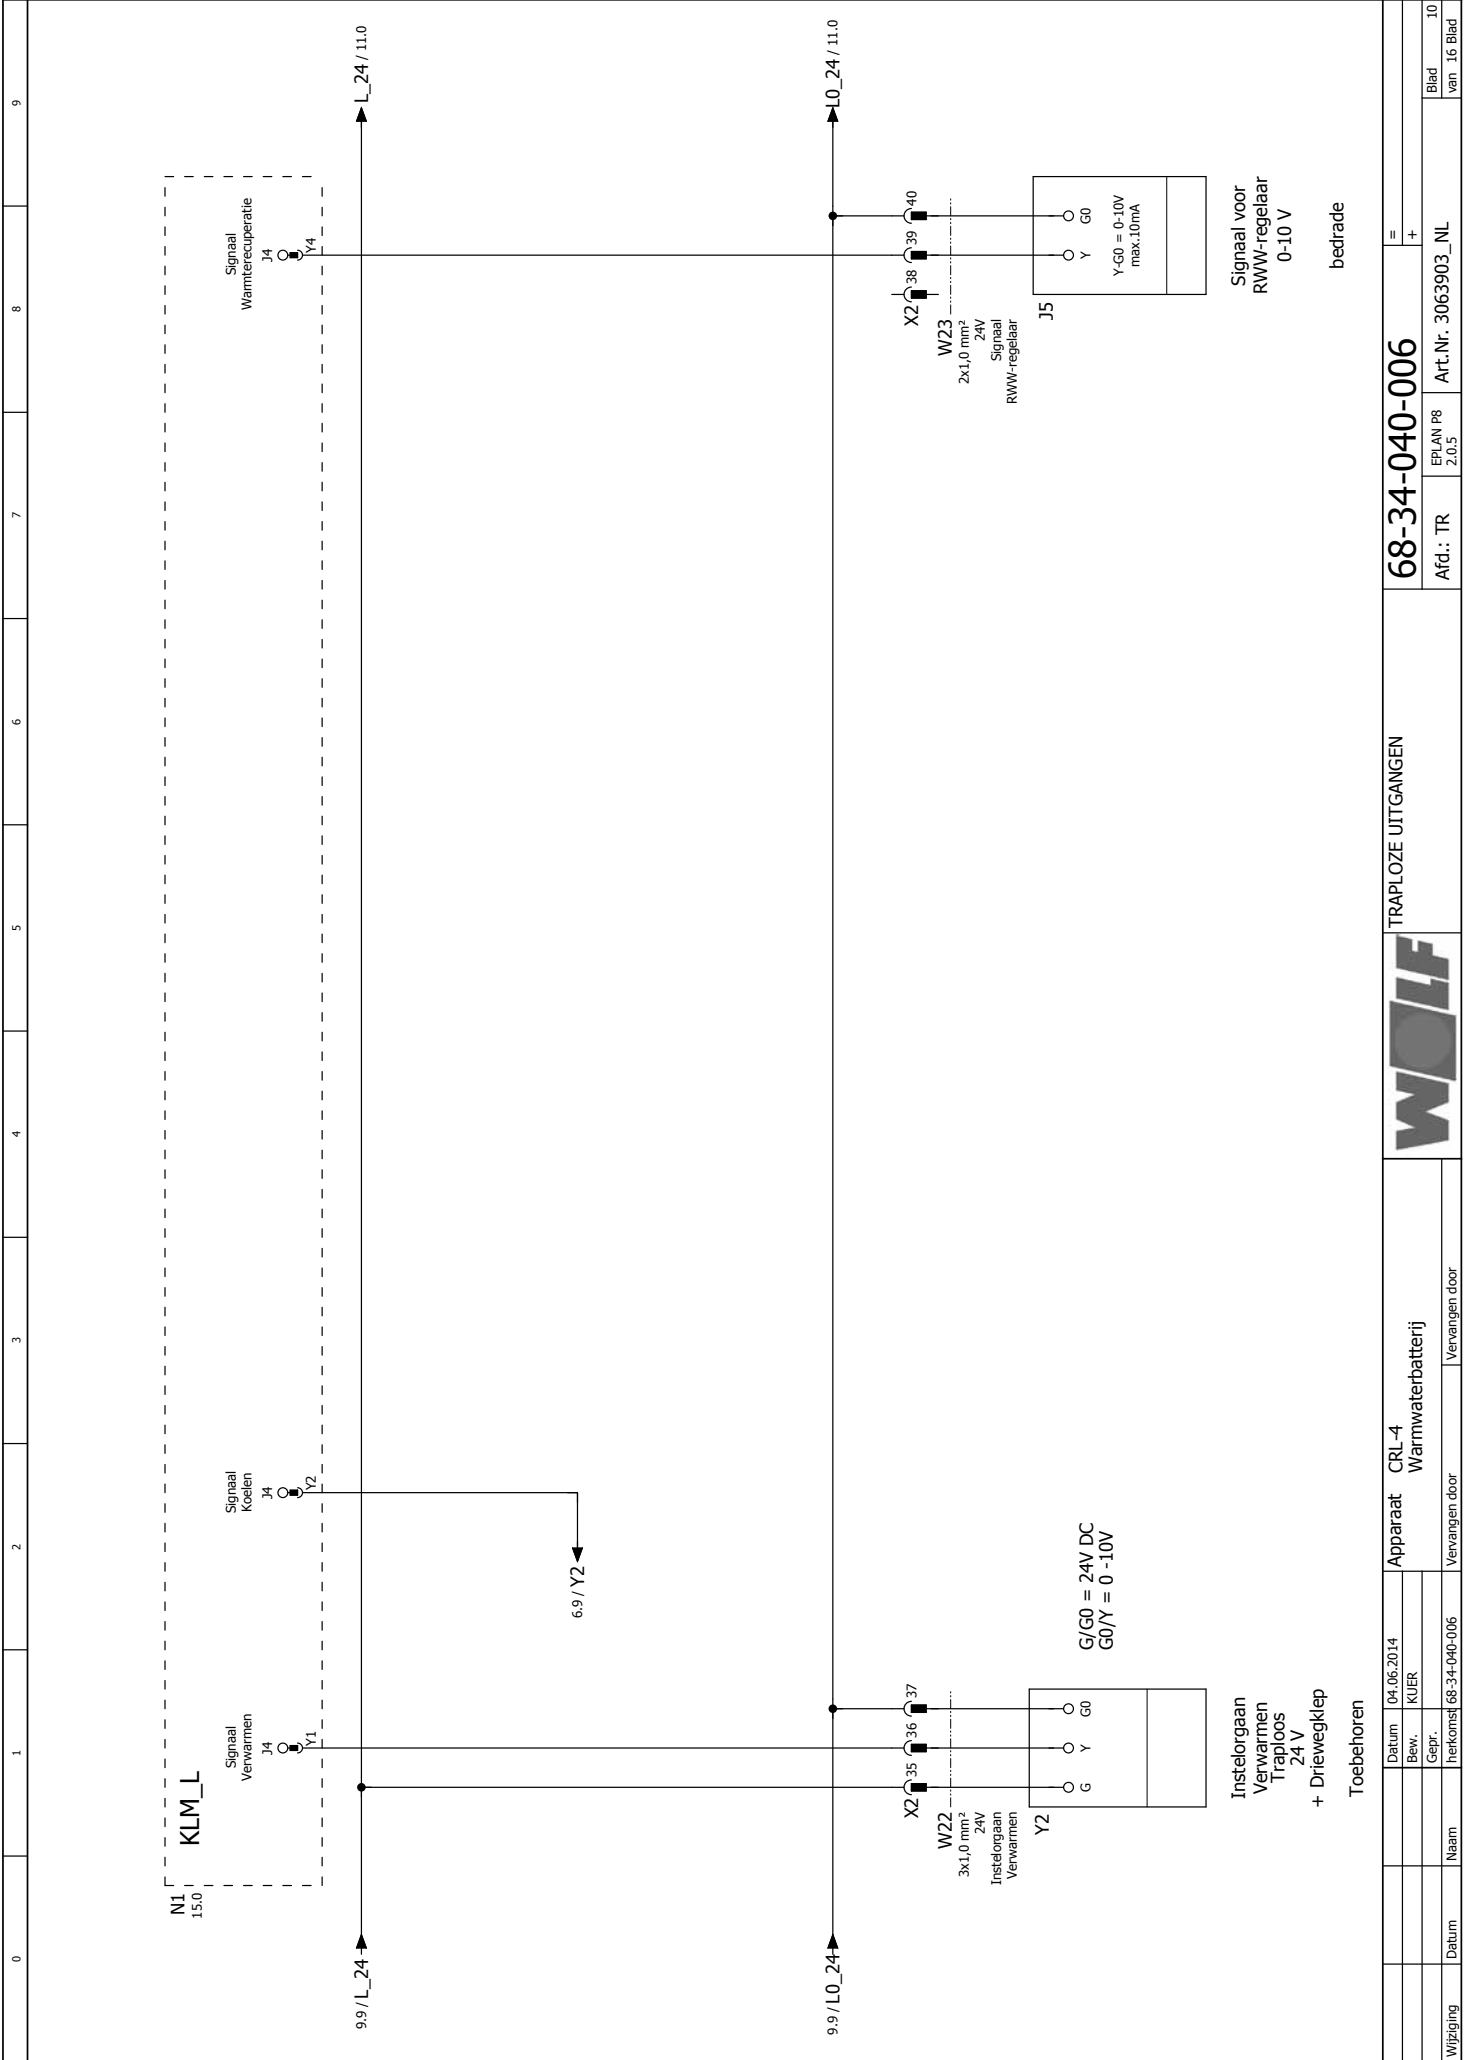 0
1
2
3
4
5
6
7
8
9
N1
15.0
KLM_L
Signaal
Verwarmen
J4
Y1
Signaal
Koelen
J4
Y2
Signaal
Warmterecuperatie
J4
Y4
9.9 / L_24
L_24 / 11.0
6.9 / Y2
9.9 / L0_24
L0_24 / 11.0
X2
35
36
37
W22
3x1,0 mm²
24V
Instelorgaan
Verwarmen
Y2
G
Y
G0
G/G0 = 24V DC
G0/Y = 0 -10V
Instelorgaan
Verwarmen
Traploos
24 V
+ Driewegklep
Toebehoren
X2
38
39
40
W23
2x1,0 mm²
24V
Signaal
RWW-regelaar
J5
Y
G0
Y-G0 = 0-10V
max.10mA
Signaal voor
RWW-regelaar
0-10 V
bedrade
Wijziging
Datum
Naam
Datum
04.06.2014
Bew.
KUER
Gepr.
herkomst
68-34-040-006
Apparaat
CRL-4
Warmwaterbatterij
Vervangen door
Vervangen door
WOLF
TRAPLOZE UITGANGEN
68-34-040-006
=
+
Afd.: TR
EPLAN P8
2.0.5
Art.Nr. 3063903_NL
Blad
10
van
16 Blad